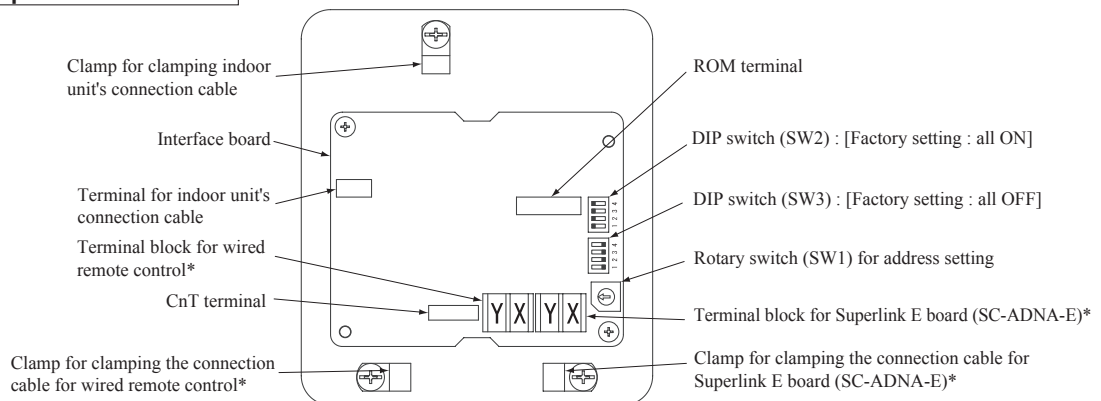 Clamp for clamping indoor
unit's connection cable
Interface board
Terminal for indoor unit's
connection cable
Terminal block for wired
remote control*
CnT terminal
Clamp for clamping the connection
cable for wired remote control*
1 2 3 4
1 2 3 4
Y X Y X
ROM terminal
DIP switch (SW2) : [Factory setting : all ON]
DIP switch (SW3) : [Factory setting : all OFF]
Rotary switch (SW1) for address setting
Terminal block for Superlink E board (SC-ADNA-E)*
Clamp for clamping the connection cable for
Superlink E board (SC-ADNA-E)*